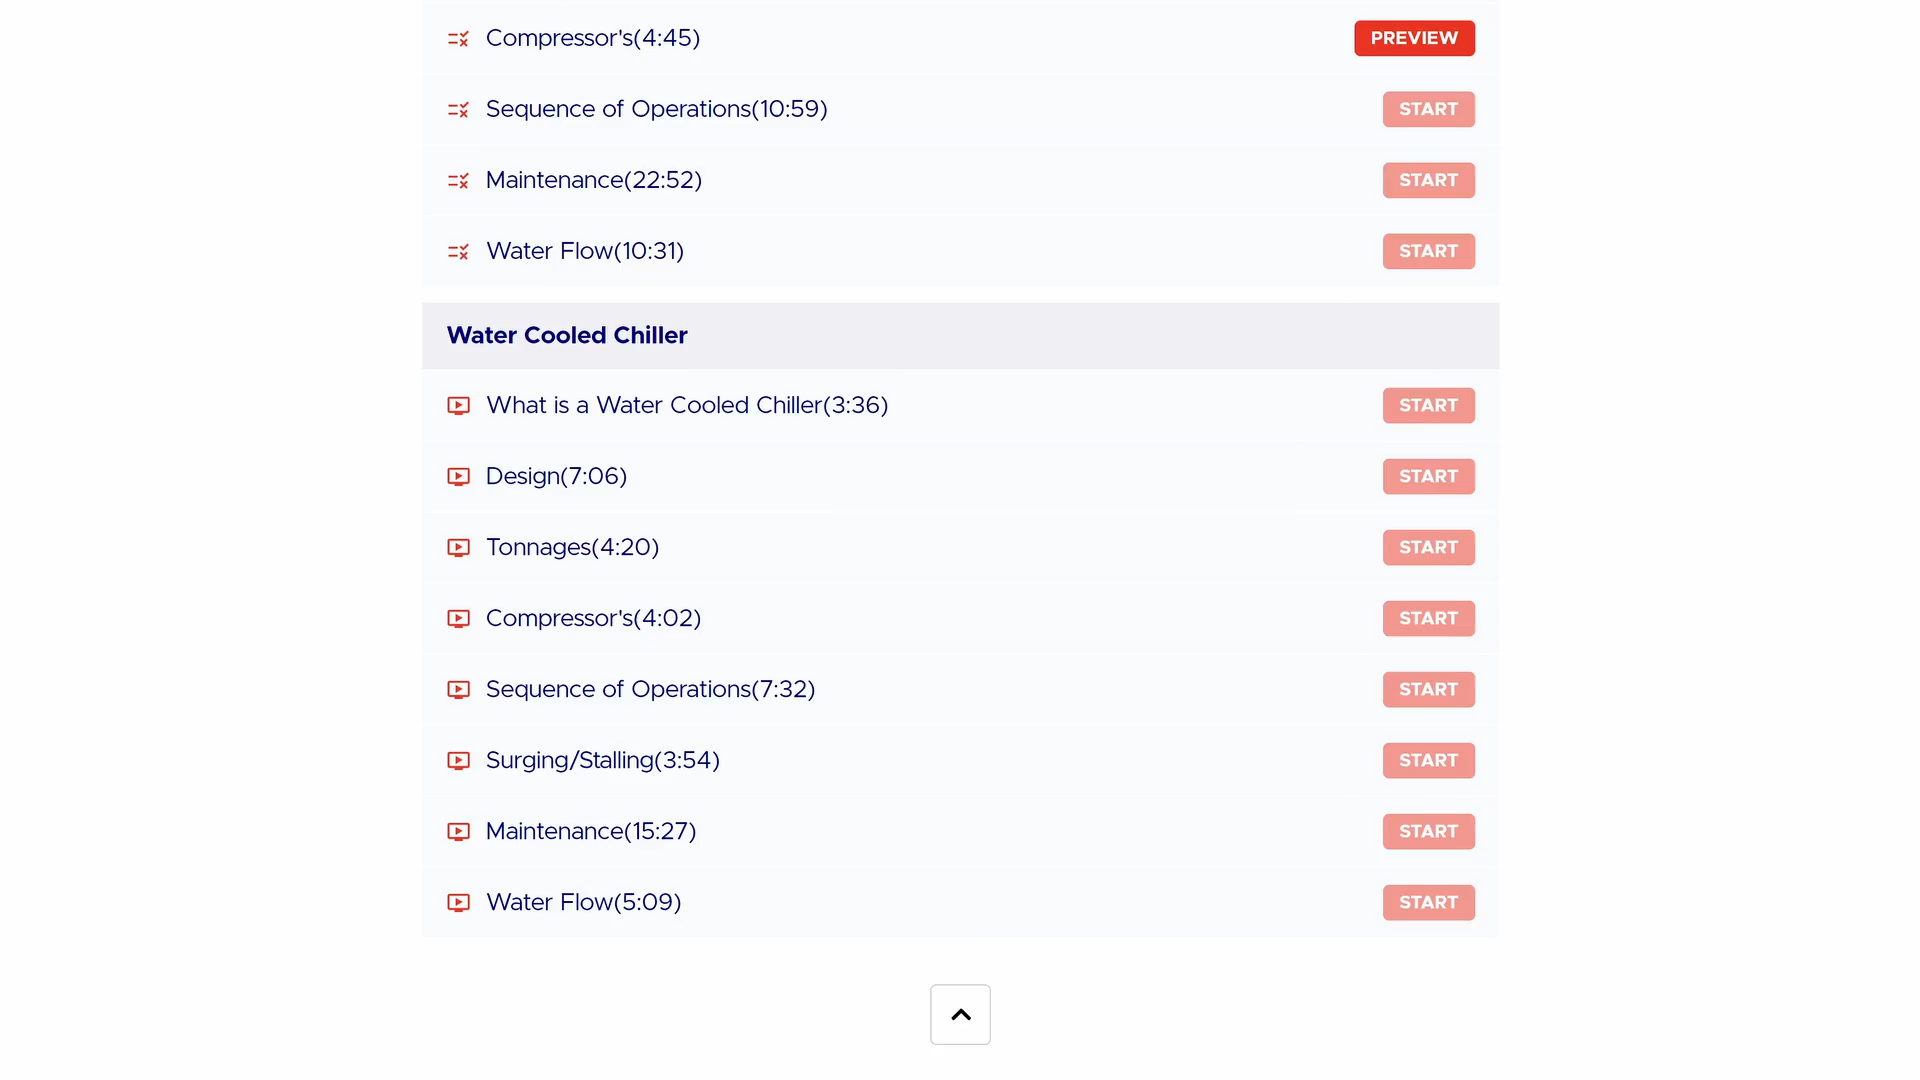 Compressor's(4:45) PREVIEW
Sequence of Operations(10:59) START
Maintenance(22:52) START
Water Flow(10:31) START
Water Cooled Chiller
What is a Water Cooled Chiller(3:36) START
Design(7:06) START
Tonnages(4:20) START
Compressor's(4:02) START
Sequence of Operations(7:32) START
Surging/Stalling(3:54) START
Maintenance(15:27) START
Water Flow(5:09) START